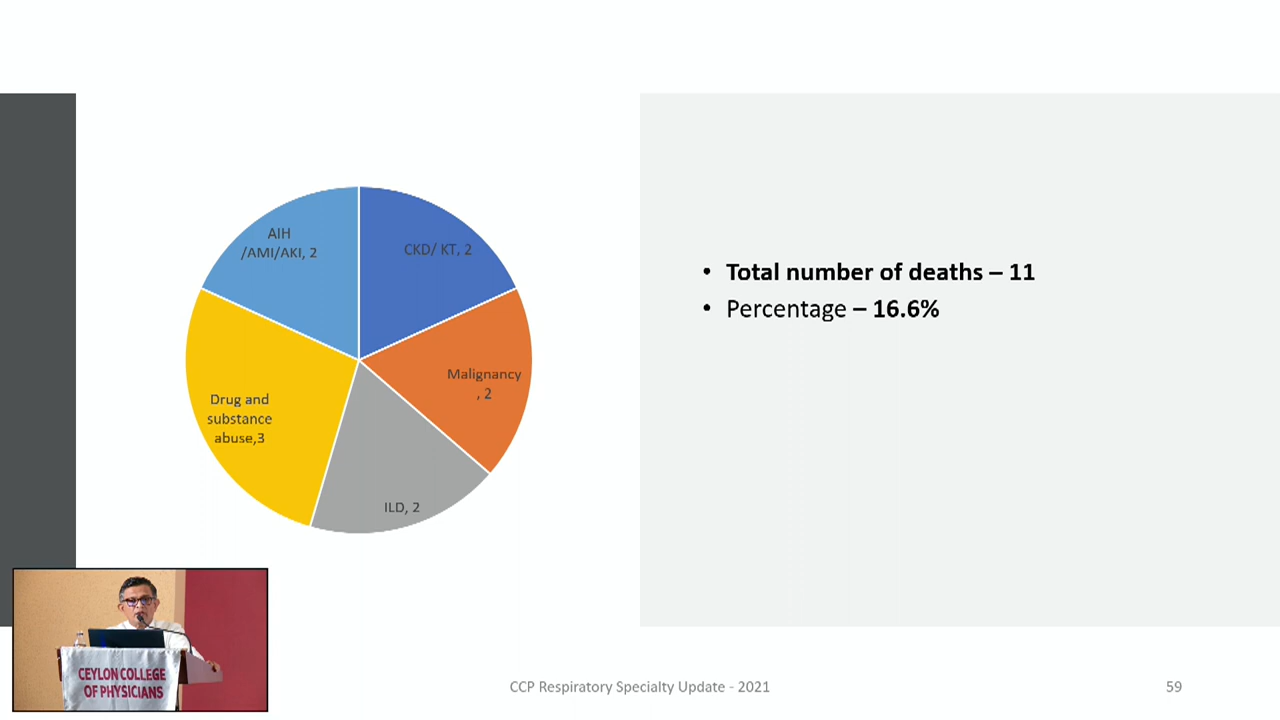 AIH
/AMI/AKI, 2
CKD/ KT, 2
Malignancy
, 2
Drug and
substance
abuse,3
ILD, 2
• Total number of deaths – 11
• Percentage – 16.6%
CEYLON COLLEGE
OF PHYSICIANS
CCP Respiratory Specialty Update - 2021
59